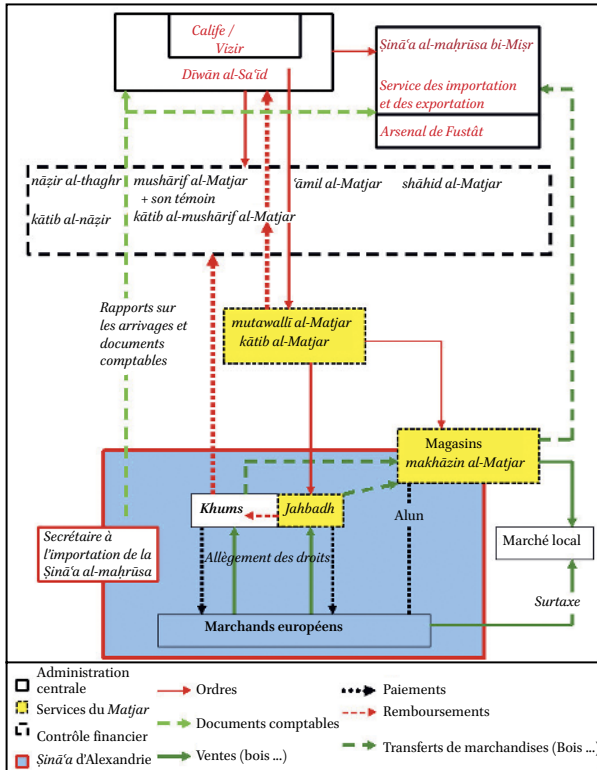 Calife /
Vizir
Dīwān al-Saʿīd
Ṣināʿa al-maḥrūsa bi-Miṣr
Service des importation
et des exportation
Arsenal de Fustât
nāẓir al-thaghr
kātib al-nāẓir
mushārif al-Matjar
+ son témoin
kātib al-mushārif al-Matjar
ʿāmil al-Matjar
shāhid al-Matjar
Rapports sur
les arrivages et
documents
comptables
mutawallī al-Matjar
kātib al-Matjar
Magasins
makhāzin al-Matjar
Khums
Jahbadh
Alun
Secrétaire à
l’importation de la
Ṣināʿa al-maḥrūsa
Allègement des droits
Marché local
Surtaxe
Marchands européens
Administration
centrale
Services du Matjar
Contrôle financier
Ṣināʿa d’Alexandrie
Ordres
Documents comptables
Ventes (bois ...)
Paiements
Remboursements
Transferts de marchandises (Bois ...)